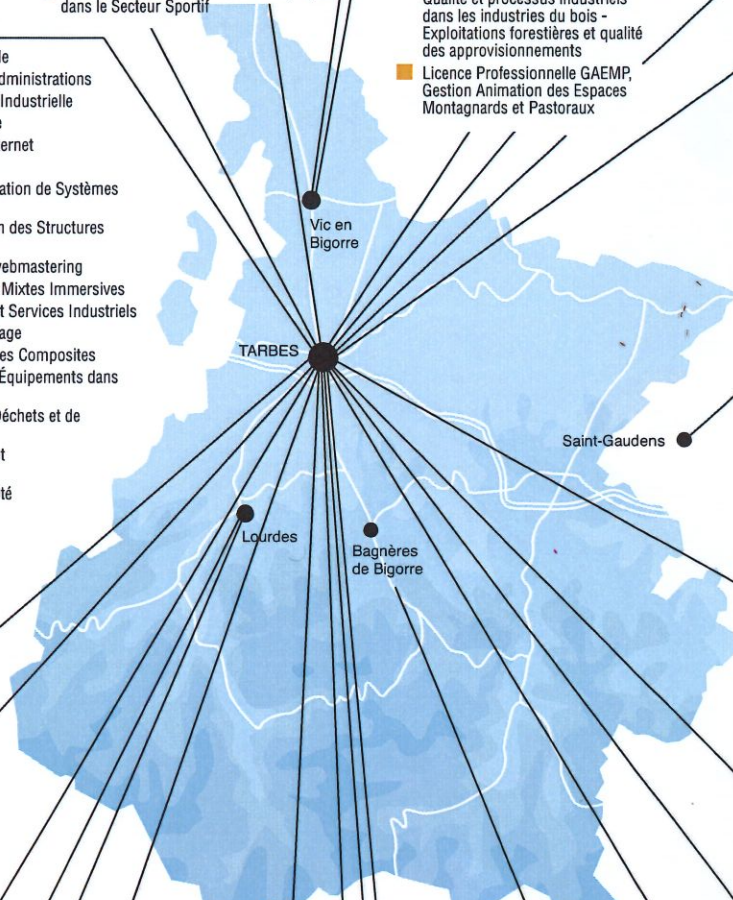 dans le Secteur Sportif
Qualité et processus industriels
dans les industries du bois -
Exploitations forestières et qualité
des approvisionnements
Licence Professionnelle GAEMP,
Gestion Animation des Espaces
Montagnards et Pastoraux
le
dministrations
Industrielle
e
ernet
ation de Systèmes
n des Structures
webmastering
Mixtes Immersives
t Services Industriels
age
es Composites
Équipements dans
Déchets et de
t
té
Vic en
Bigorre
TARBES
Saint-Gaudens
Lourdes
Bagnères
de Bigorre